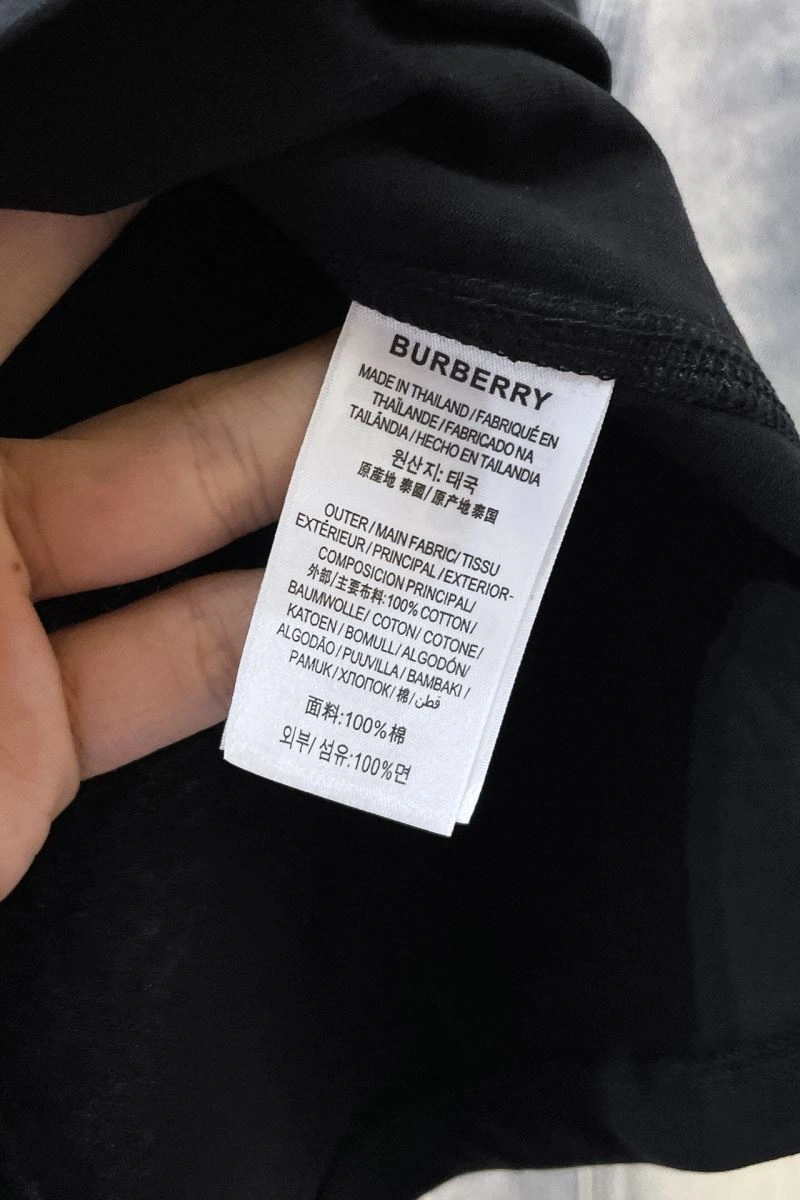 BURBERRY
MADE IN THAILAND / FABRIQUÉ EN
THAÏLANDE / FABRICADO NA
TAILÂNDIA / HECHO EN TAILANDIA
원산지: 태국
原産地 泰國 / 原产地 泰国
OUTER / MAIN FABRIC / TISSU
EXTÉRIEUR / PRINCIPAL / EXTERIOR-
COMPOSICION PRINCIPAL/
外部/主要布料:100% COTTON /
BAUMWOLLE / COTON / COTONE /
KATOEN / BOMULL / ALGODÓN/
ALGODÃO / PUUVILLA / BAMBAKI /
PAMUK / ХЛОПОК / 棉 / قطن
面料:100%棉
외부/ 섬유:100%면